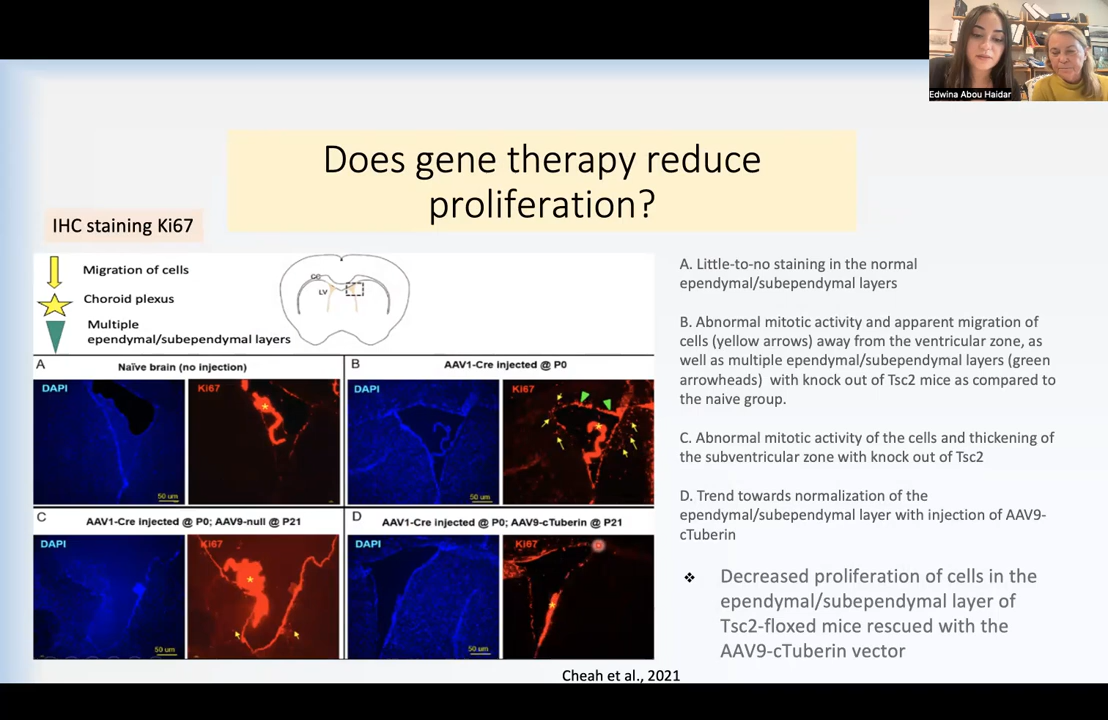 Edwina Abou Haidar
Does gene therapy reduce
proliferation?
IHC staining Ki67
Migration of cells
Choroid plexus
Multiple
ependymal/subependymal layers
CC
LV
A
Naïve brain (no injection)
DAPI
50 um
Ki67
B
AAV1-Cre injected @ P0
DAPI
50 um
Ki67
C
AAV1-Cre injected @ P0; AAV9-null @ P21
DAPI
50 um
Ki67
D
AAV1-Cre injected @ P0; AAV9-cTuberin @ P21
DAPI
50 um
Ki67
Cheah et al., 2021
A. Little-to-no staining in the normal
ependymal/subependymal layers
B. Abnormal mitotic activity and apparent migration of
cells (yellow arrows) away from the ventricular zone, as
well as multiple ependymal/subependymal layers (green
arrowheads) with knock out of Tsc2 mice as compared to
the naive group.
C. Abnormal mitotic activity of the cells and thickening of
the subventricular zone with knock out of Tsc2
D. Trend towards normalization of the
ependymal/subependymal layer with injection of AAV9-
cTuberin
❖ Decreased proliferation of cells in the
ependymal/subependymal layer of
Tsc2-floxed mice rescued with the
AAV9-cTuberin vector